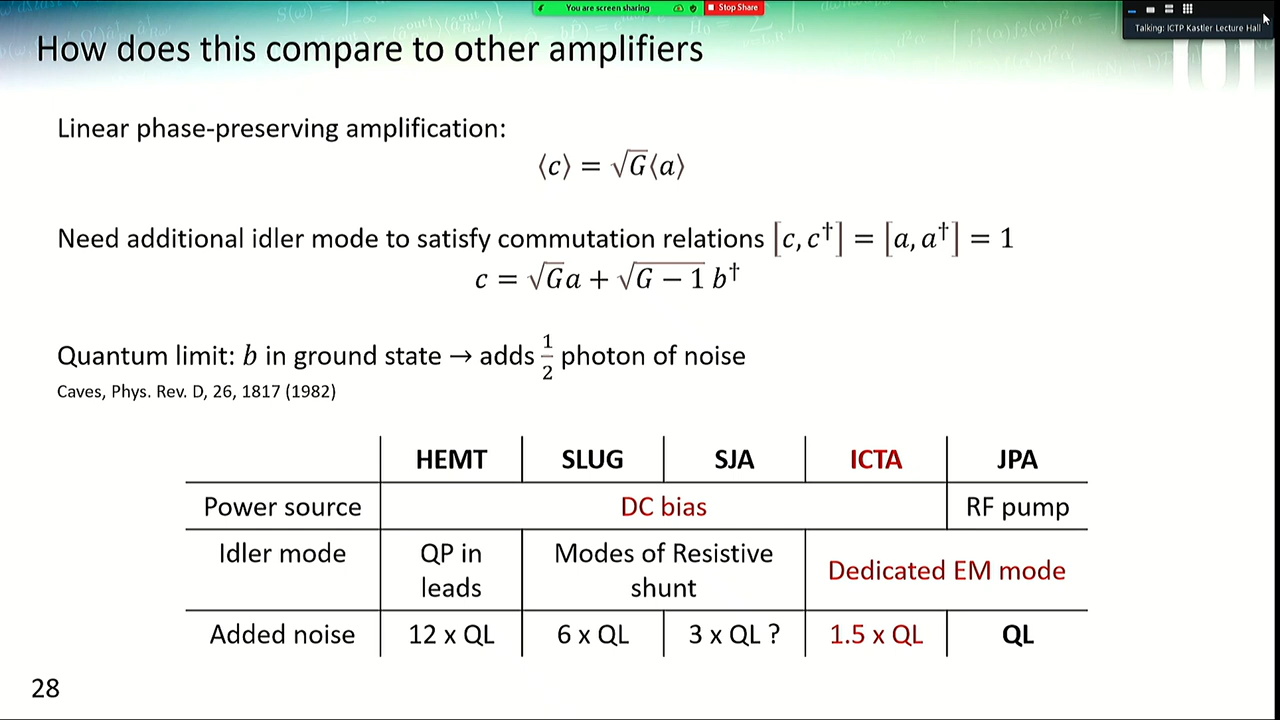 You are screen sharing
Stop Share
Talking: ICTP Kastler Lecture Hall
How does this compare to other amplifiers
Linear phase-preserving amplification:
⟨c⟩ = √G⟨a⟩
Need additional idler mode to satisfy commutation relations [c, c†] = [a, a†] = 1
c = √G a + √G − 1 b†
Quantum limit: b in ground state → adds 1/2 photon of noise
Caves, Phys. Rev. D, 26, 1817 (1982)
HEMT SLUG SJA ICTA JPA
Power source DC bias RF pump
Idler mode QP in leads Modes of Resistive shunt Dedicated EM mode
Added noise 12 x QL 6 x QL 3 x QL ? 1.5 x QL QL
28